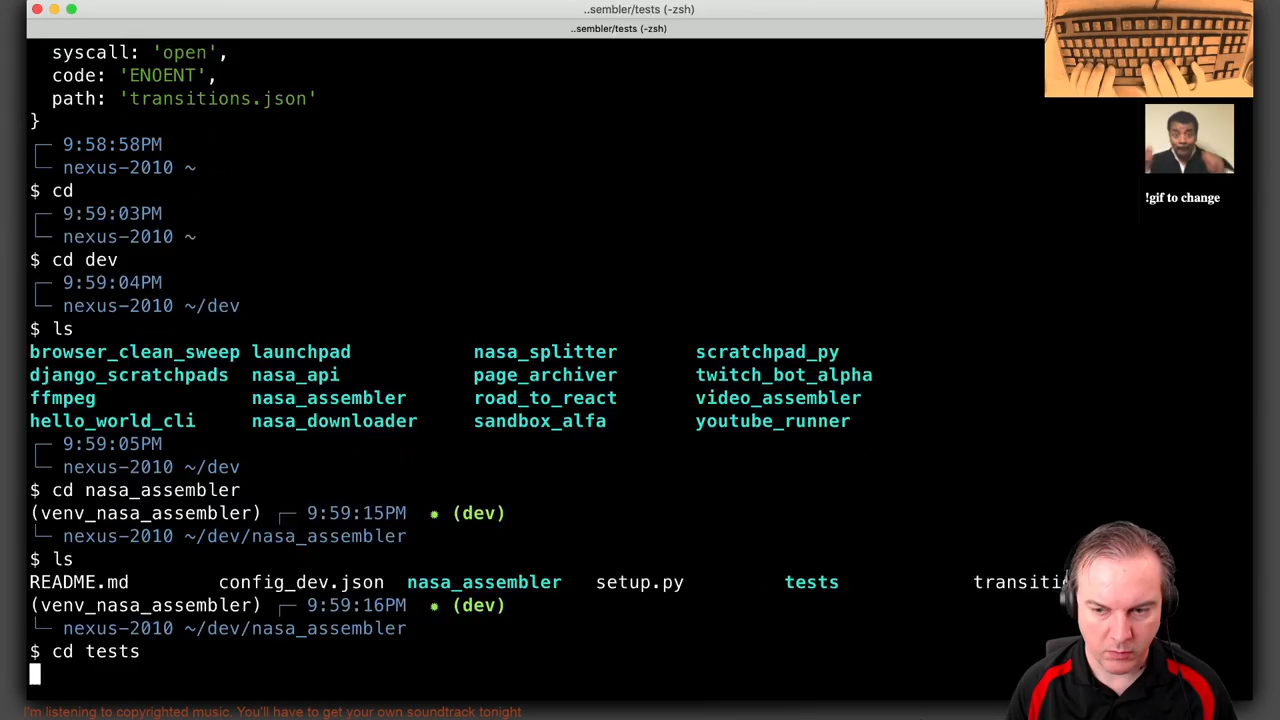 ..sembler/tests (-zsh)
..sembler/tests (-zsh)
syscall: 'open',
code: 'ENOENT',
path: 'transitions.json'
}
9:58:58PM
nexus-2010 ~
$ cd
9:59:03PM
nexus-2010 ~
$ cd dev
9:59:04PM
nexus-2010 ~/dev
$ ls
browser_clean_sweep launchpad nasa_splitter scratchpad_py
django_scratchpads nasa_api page_archiver twitch_bot_alpha
ffmpeg nasa_assembler road_to_react video_assembler
hello_world_cli nasa_downloader sandbox_alfa youtube_runner
9:59:05PM
nexus-2010 ~/dev
$ cd nasa_assembler
(venv_nasa_assembler) 9:59:15PM ✹ (dev)
nexus-2010 ~/dev/nasa_assembler
$ ls
README.md config_dev.json nasa_assembler setup.py tests transiti
(venv_nasa_assembler) 9:59:16PM ✹ (dev)
nexus-2010 ~/dev/nasa_assembler
$ cd tests
!gif to change
I'm listening to copyrighted music. You'll have to get your own soundtrack tonight